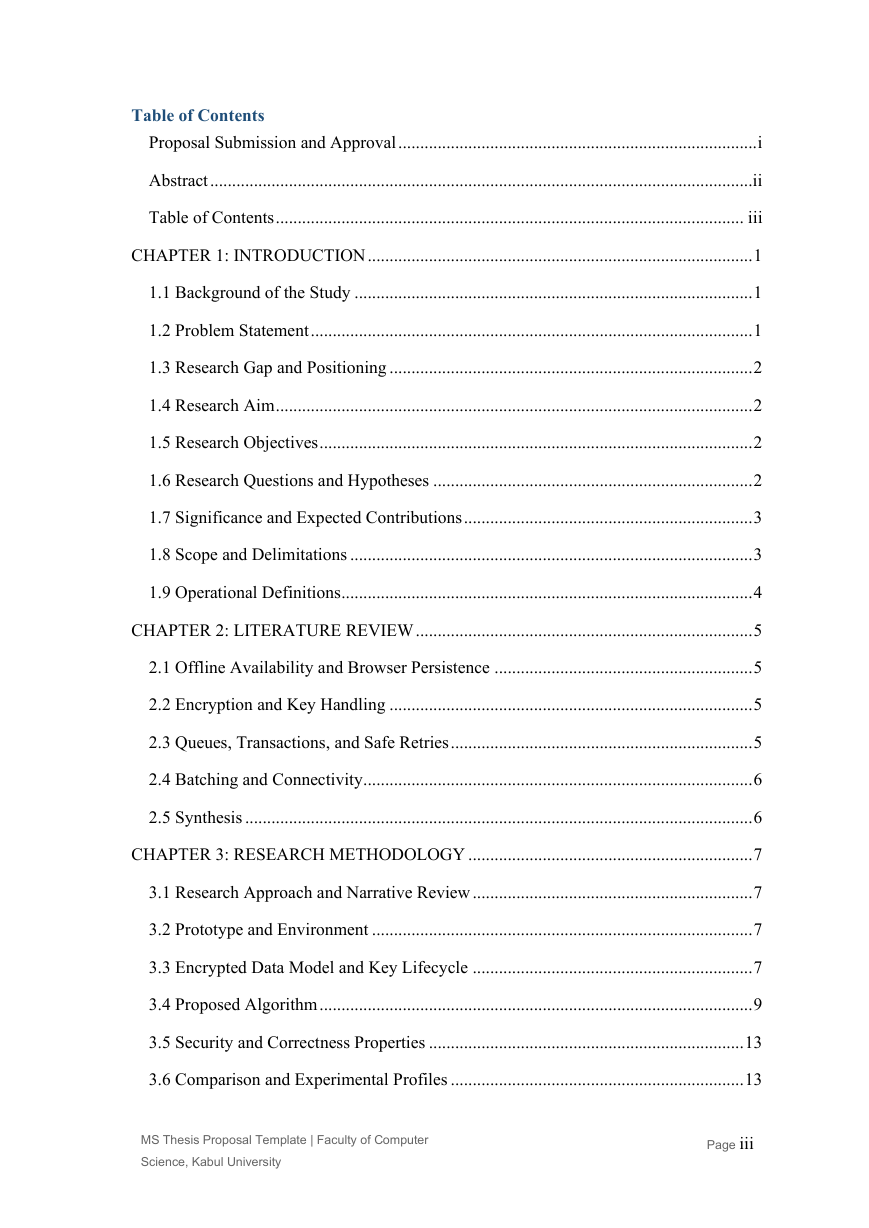 Table of Contents
Proposal Submission and Approval....................................................................................i
Abstract............................................................................................................................ii
Table of Contents........................................................................................................... iii
CHAPTER 1: INTRODUCTION........................................................................................1
1.1 Background of the Study ...........................................................................................1
1.2 Problem Statement.....................................................................................................1
1.3 Research Gap and Positioning...................................................................................2
1.4 Research Aim.............................................................................................................2
1.5 Research Objectives...................................................................................................2
1.6 Research Questions and Hypotheses .........................................................................2
1.7 Significance and Expected Contributions..................................................................3
1.8 Scope and Delimitations ............................................................................................3
1.9 Operational Definitions..............................................................................................4
CHAPTER 2: LITERATURE REVIEW.............................................................................5
2.1 Offline Availability and Browser Persistence ...........................................................5
2.2 Encryption and Key Handling ...................................................................................5
2.3 Queues, Transactions, and Safe Retries.....................................................................5
2.4 Batching and Connectivity.........................................................................................6
2.5 Synthesis ....................................................................................................................6
CHAPTER 3: RESEARCH METHODOLOGY .................................................................7
3.1 Research Approach and Narrative Review................................................................7
3.2 Prototype and Environment .......................................................................................7
3.3 Encrypted Data Model and Key Lifecycle ................................................................7
3.4 Proposed Algorithm...................................................................................................9
3.5 Security and Correctness Properties ........................................................................13
3.6 Comparison and Experimental Profiles ...................................................................13
MS Thesis Proposal Template | Faculty of Computer
Science, Kabul University
Page iii